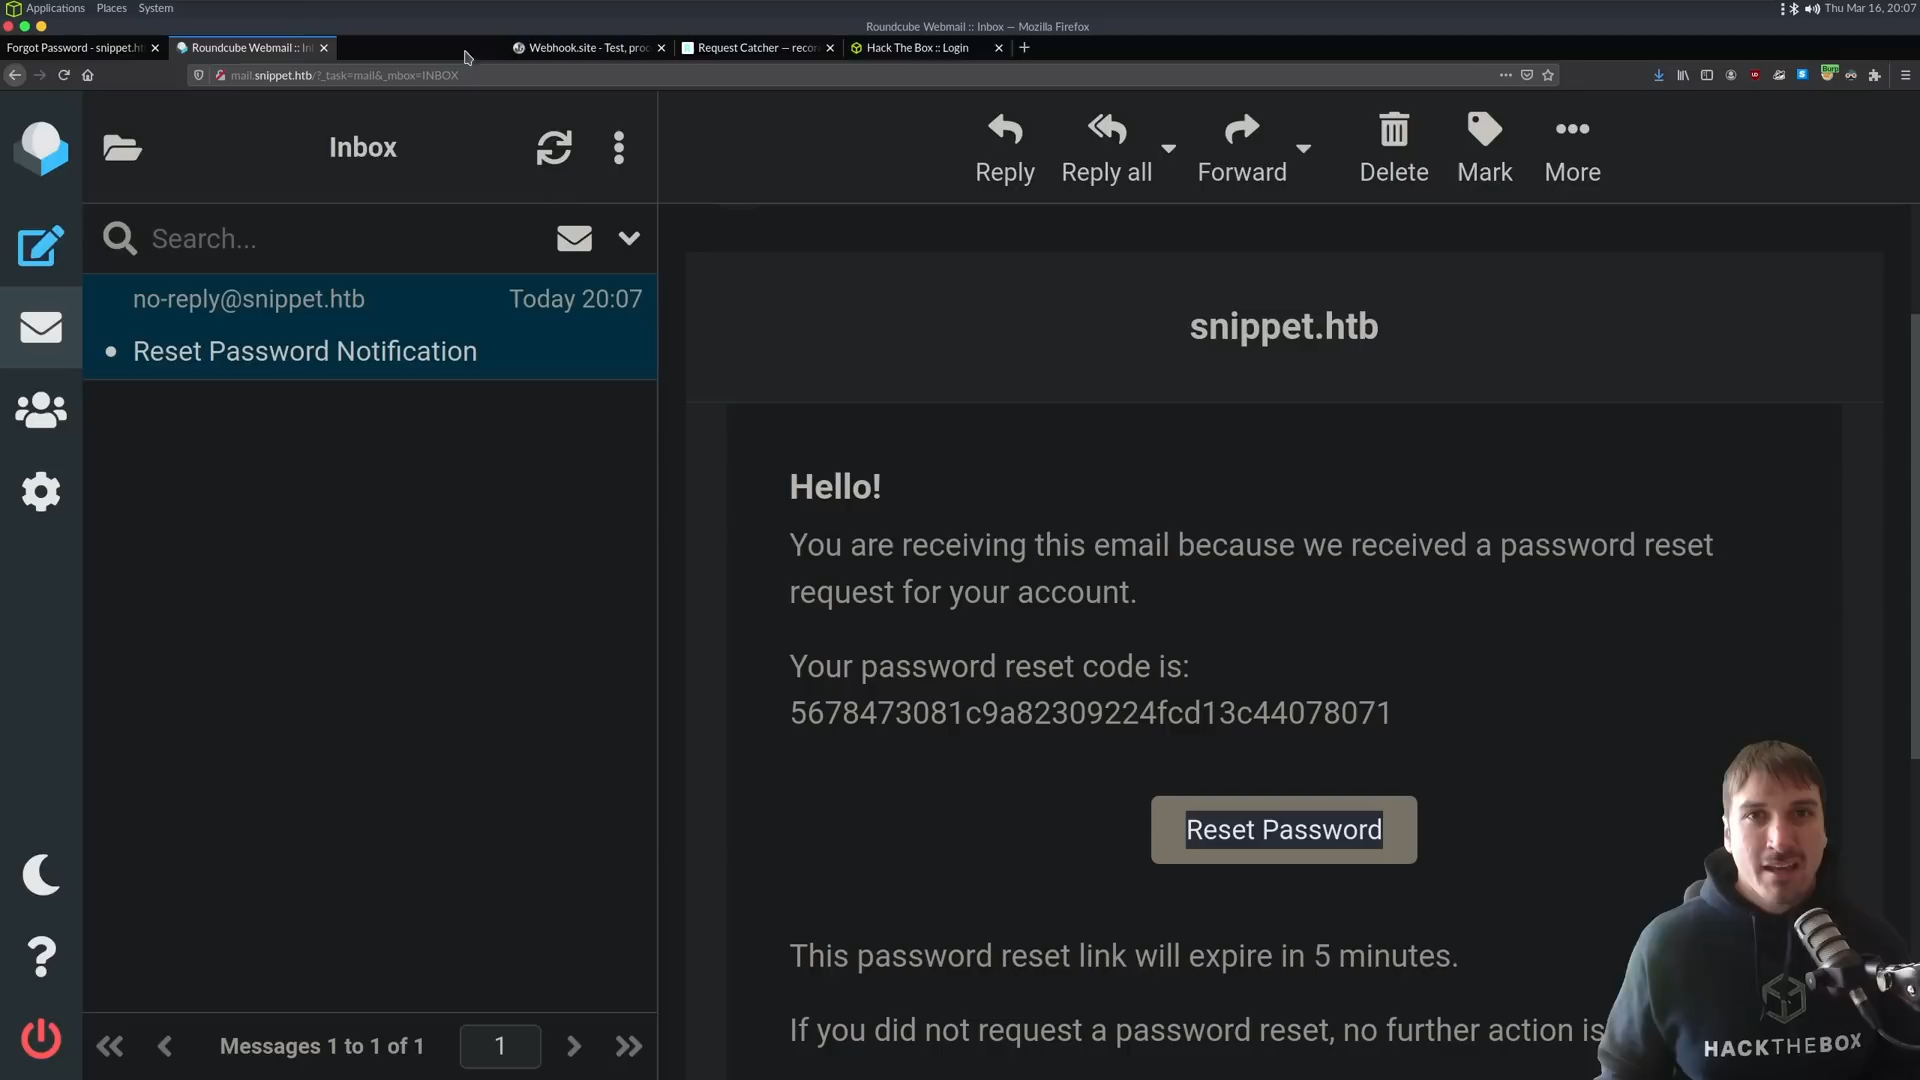 Applications Places System
Thu Mar 16, 20:07
Roundcube Webmail :: Inbox — Mozilla Firefox
Forgot Password - snippet.ht
Roundcube Webmail :: In
Webhook.site - Test, proc
Request Catcher — recor
Hack The Box :: Login
mail.snippet.htb/?_task=mail&_mbox=INBOX
Burp
Inbox
Reply
Reply all
Forward
Delete
Mark
More
Search...
no-reply@snippet.htb
Today 20:07
Reset Password Notification
snippet.htb
Hello!
You are receiving this email because we received a password reset
request for your account.
Your password reset code is:
5678473081c9a82309224fcd13c44078071
Reset Password
This password reset link will expire in 5 minutes.
If you did not request a password reset, no further action is
Messages 1 to 1 of 1
1
HACKTHEBOX